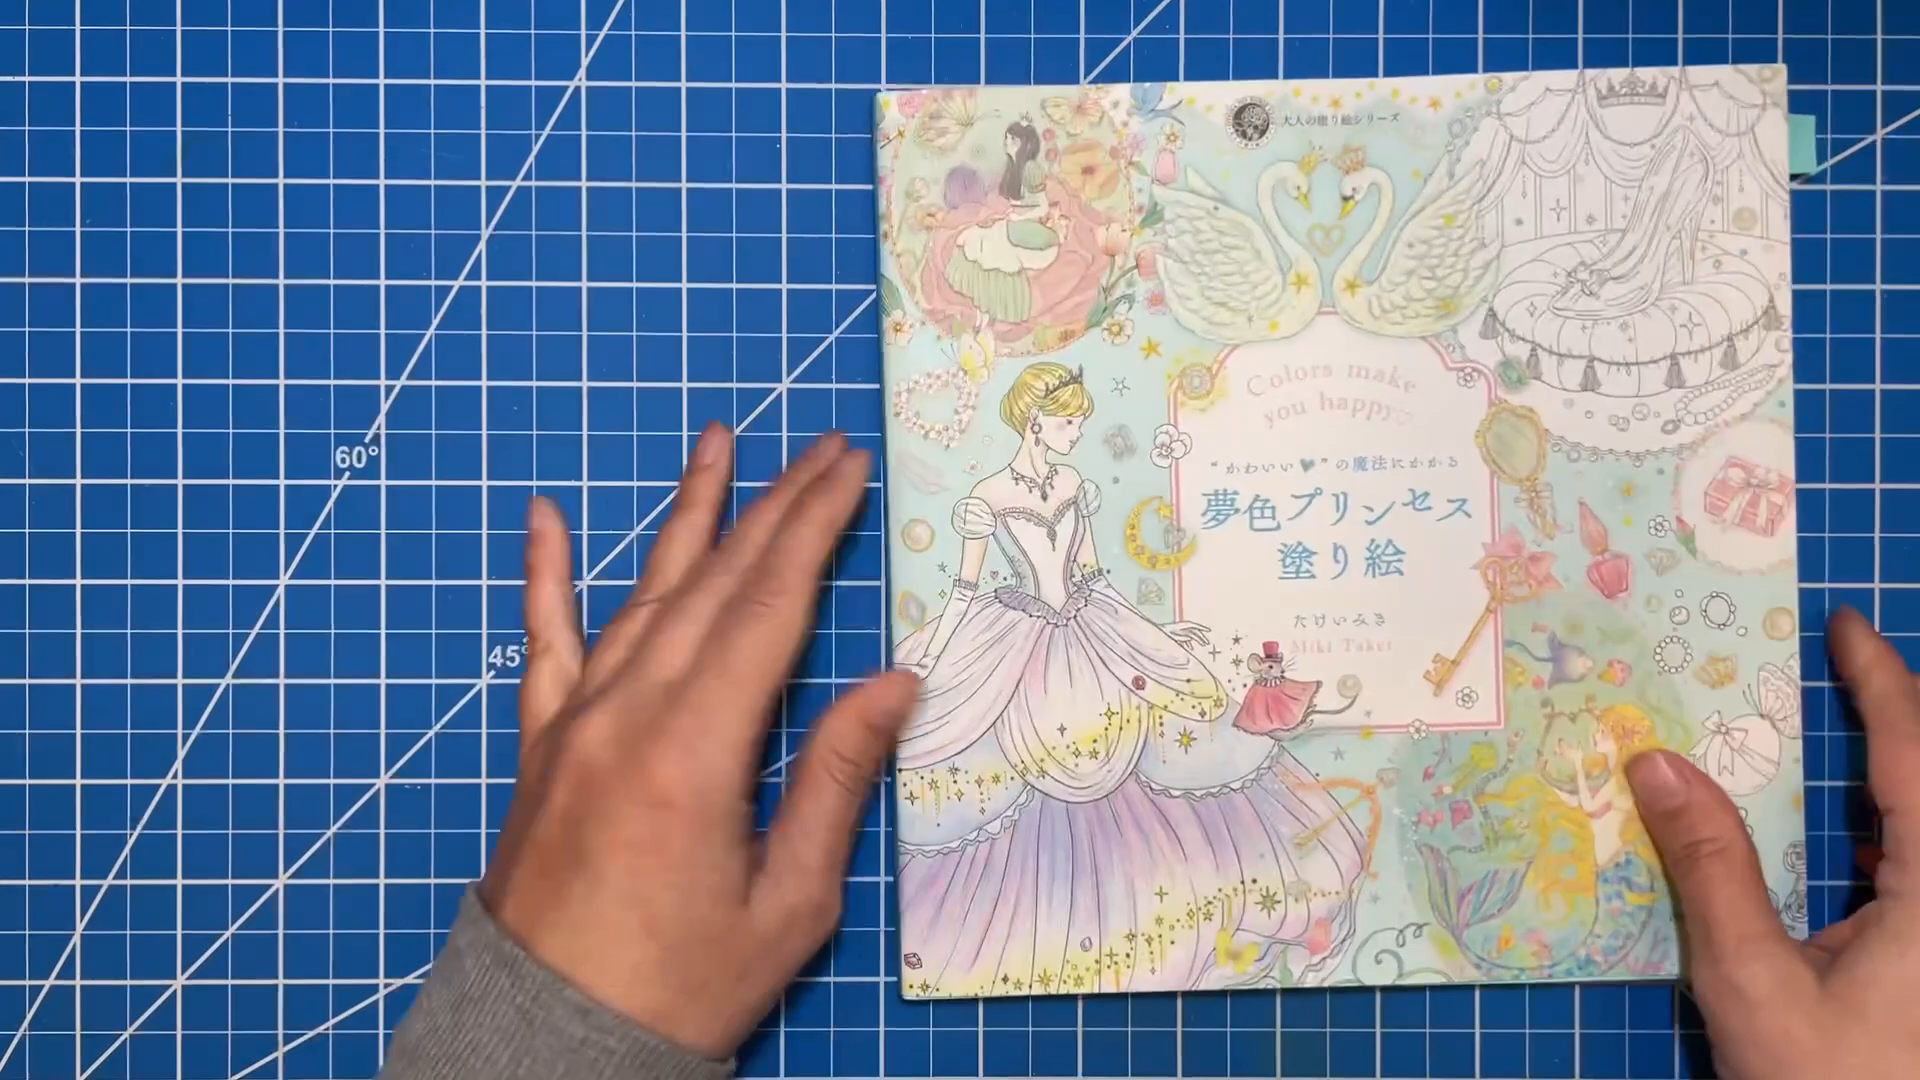 大人の塗り絵シリーズ
Colors make
you happy♡
“かわいい♥”の魔法にかかる
夢色プリンセス
塗り絵
たけいみき
Miki Takei
60°
45°